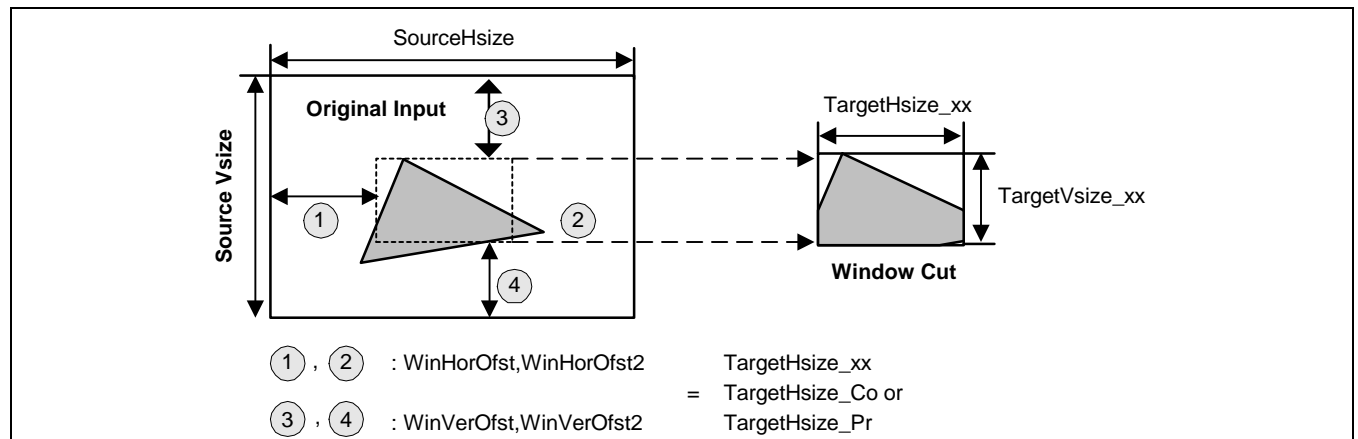 SourceHsize
Original Input
3
TargetHsize_xx
Source Vsize
TargetVsize_xx
1
2
Window Cut
4
1 , 2 : WinHorOfst,WinHorOfst2 TargetHsize_xx
= TargetHsize_Co or
3 , 4 : WinVerOfst,WinVerOfst2 TargetHsize_Pr